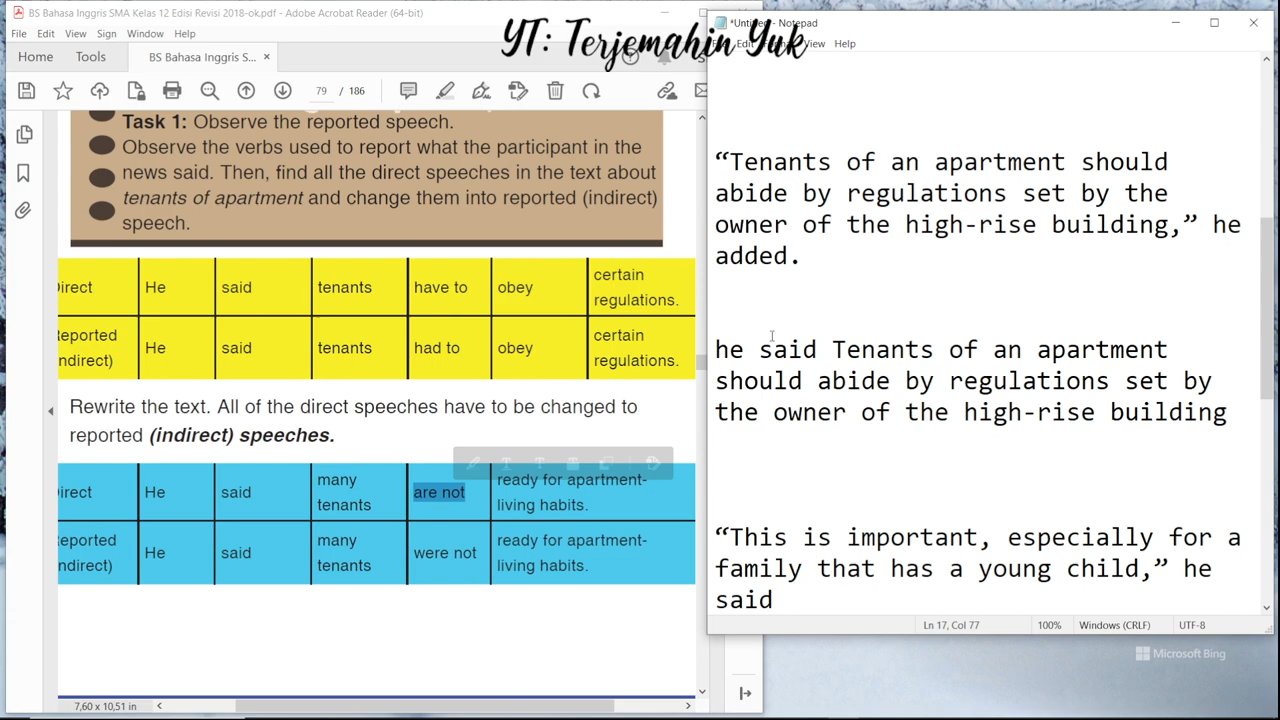 BS Bahasa Inggris SMA Kelas 12 Edisi Revisi 2018-ok.pdf - Adobe Acrobat Reader (64-bit)
File Edit View Sign Window Help
Home Tools BS Bahasa Inggris S... ×
79 / 186
Task 1: Observe the reported speech.
Observe the verbs used to report what the participant in the
news said. Then, find all the direct speeches in the text about
tenants of apartment and change them into reported (indirect)
speech.
irect He said tenants have to obey certain regulations.
Reported ndirect) He said tenants had to obey certain regulations.
Rewrite the text. All of the direct speeches have to be changed to
reported (indirect) speeches.
irect He said many tenants are not ready for apartment-living habits.
Reported ndirect) He said many tenants were not ready for apartment-living habits.
7,60 x 10,51 in
YT: Terjemahin Yuk
*Untitled - Notepad
Edit View Help
“Tenants of an apartment should
abide by regulations set by the
owner of the high-rise building,” he
added.
he said Tenants of an apartment
should abide by regulations set by
the owner of the high-rise building
“This is important, especially for a
family that has a young child,” he
said
Ln 17, Col 77 100% Windows (CRLF) UTF-8
Microsoft Bing